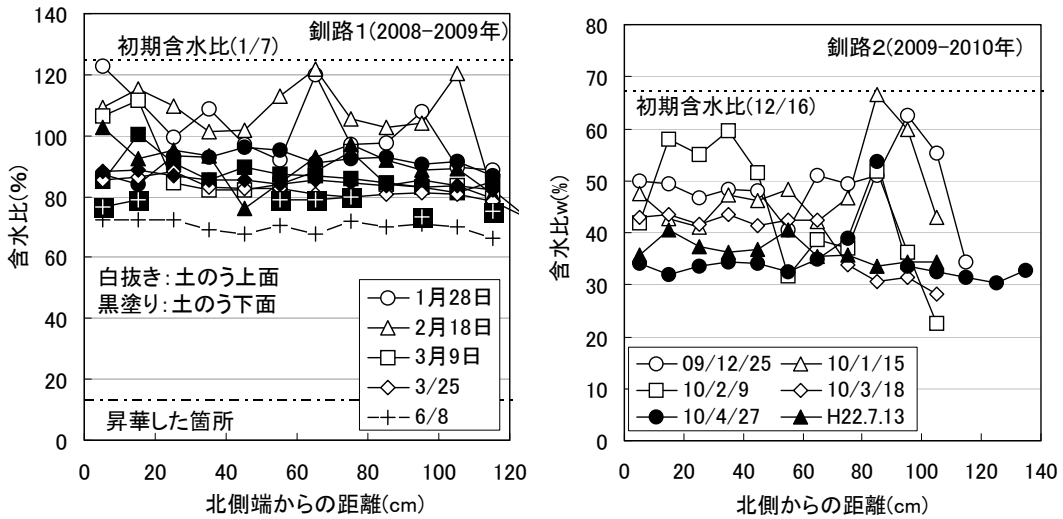 釧路1(2008-2009年)
初期含水比(1/7)
含水比(%)
140
120
100
80
60
40
20
0
白抜き：土のう上面
黒塗り：土のう下面
1月28日
2月18日
3月9日
3/25
6/8
昇華した箇所
0 20 40 60 80 100 120
北側端からの距離(cm)
釧路2(2009-2010年)
初期含水比(12/16)
含水比w(%)
80
70
60
50
40
30
20
10
0
09/12/25 10/1/15
10/2/9 10/3/18
10/4/27 H22.7.13
0 20 40 60 80 100 120 140
北側からの距離(cm)